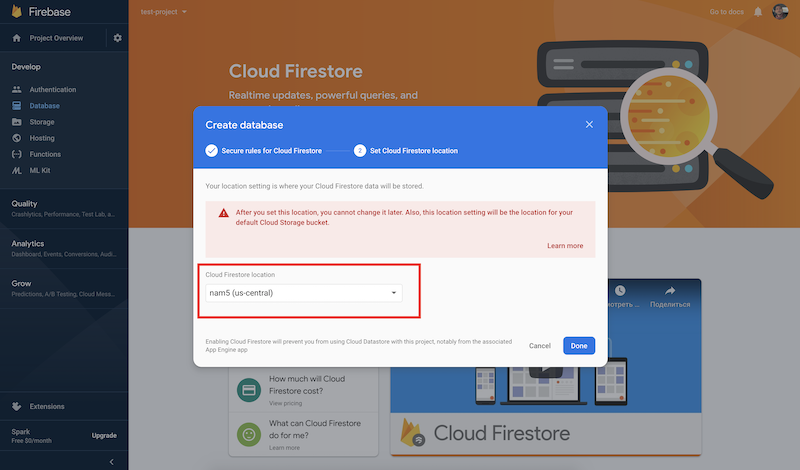 Firebase
test-project
Go to docs
Project Overview
Develop
Authentication
Database
Storage
Hosting
Functions
ML Kit
Quality
Crashlytics, Performance, Test Lab, a...
Analytics
Dashboard, Events, Conversions, Audi...
Grow
Predictions, A/B Testing, Cloud Mess...
Extensions
Spark
Free $0/month
Upgrade
Cloud Firestore
Realtime updates, powerful queries, and
Create database
Secure rules for Cloud Firestore
2
Set Cloud Firestore location
Your location setting is where your Cloud Firestore data will be stored.
After you set this location, you cannot change it later. Also, this location setting will be the location for your
default Cloud Storage bucket.
Learn more
Cloud Firestore location
nam5 (us-central)
Enabling Cloud Firestore will prevent you from using Cloud Datastore with this project, notably from the associated
App Engine app
Cancel
Done
How much will Cloud
Firestore cost?
View pricing
What can Cloud Firestore
do for me?
Learn more
Поделиться
Cloud Firestore